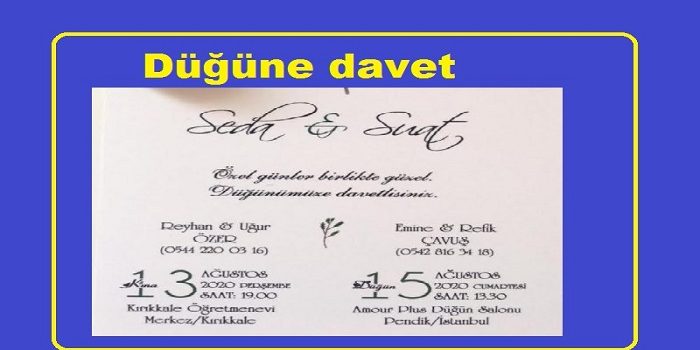 Düğüne davet
Seda & Suat
Özel günler birlikte güzel.
Düğünümüze davetlisiniz.
Reyhan & Uğur
ÖZER
(0544 220 03 16)
Kına 13 AĞUSTOS
2020 PERŞEMBE
SAAT: 19.00
Kırıkkale Öğretmenevi
Merkez/Kırıkkale
Emine & Refik
ÇAVUŞ
(0542 816 34 18)
Düğün 15 AĞUSTOS
2020 CUMARTESİ
SAAT: 13.30
Amour Plus Düğün Salonu
Pendik/İstanbul